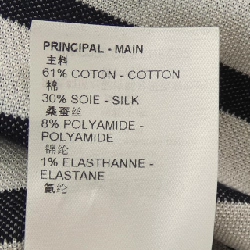 PRINCIPAL - MAIN
主料
61% COTON - COTTON
棉
30% SOIE - SILK
桑蚕丝
8% POLYAMIDE -
POLYAMIDE
锦纶
1% ELASTHANNE -
ELASTANE
氨纶